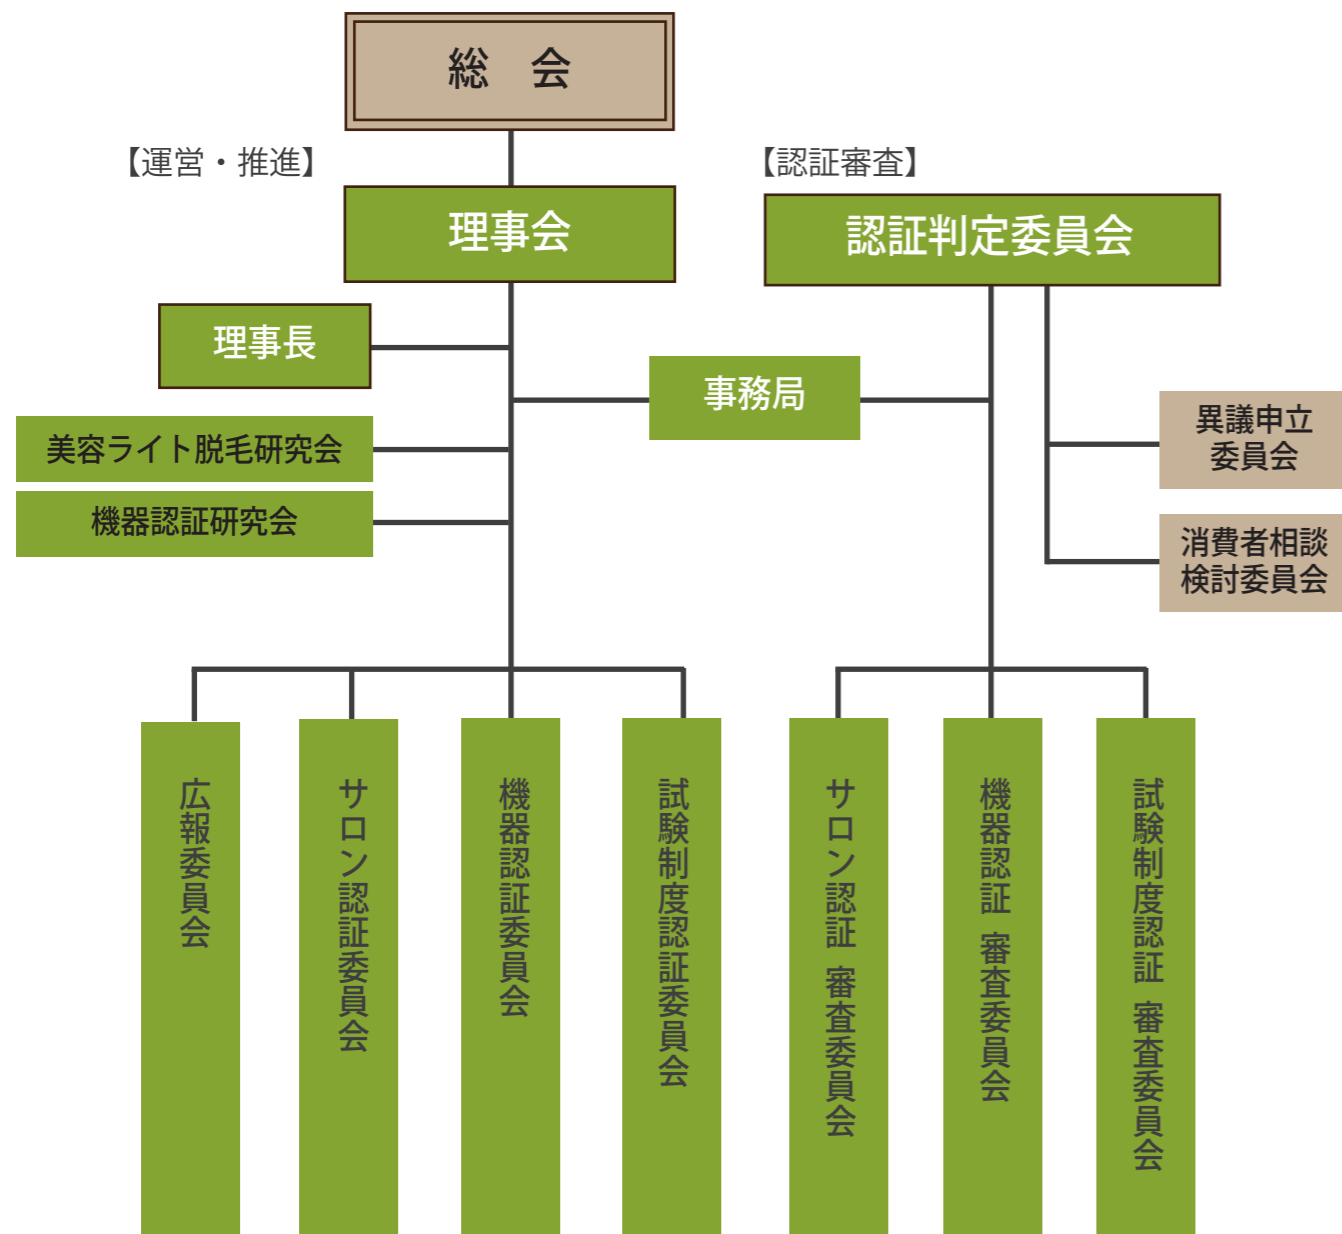 総　会
【運営・推進】
【認証審査】
理事会
認証判定委員会
理事長
事務局
美容ライト脱毛研究会
機器認証研究会
異議申立
委員会
消費者相談
検討委員会
広報委員会
サロン認証委員会
機器認証委員会
試験制度認証委員会
サロン認証 審査委員会
機器認証 審査委員会
試験制度認証 審査委員会